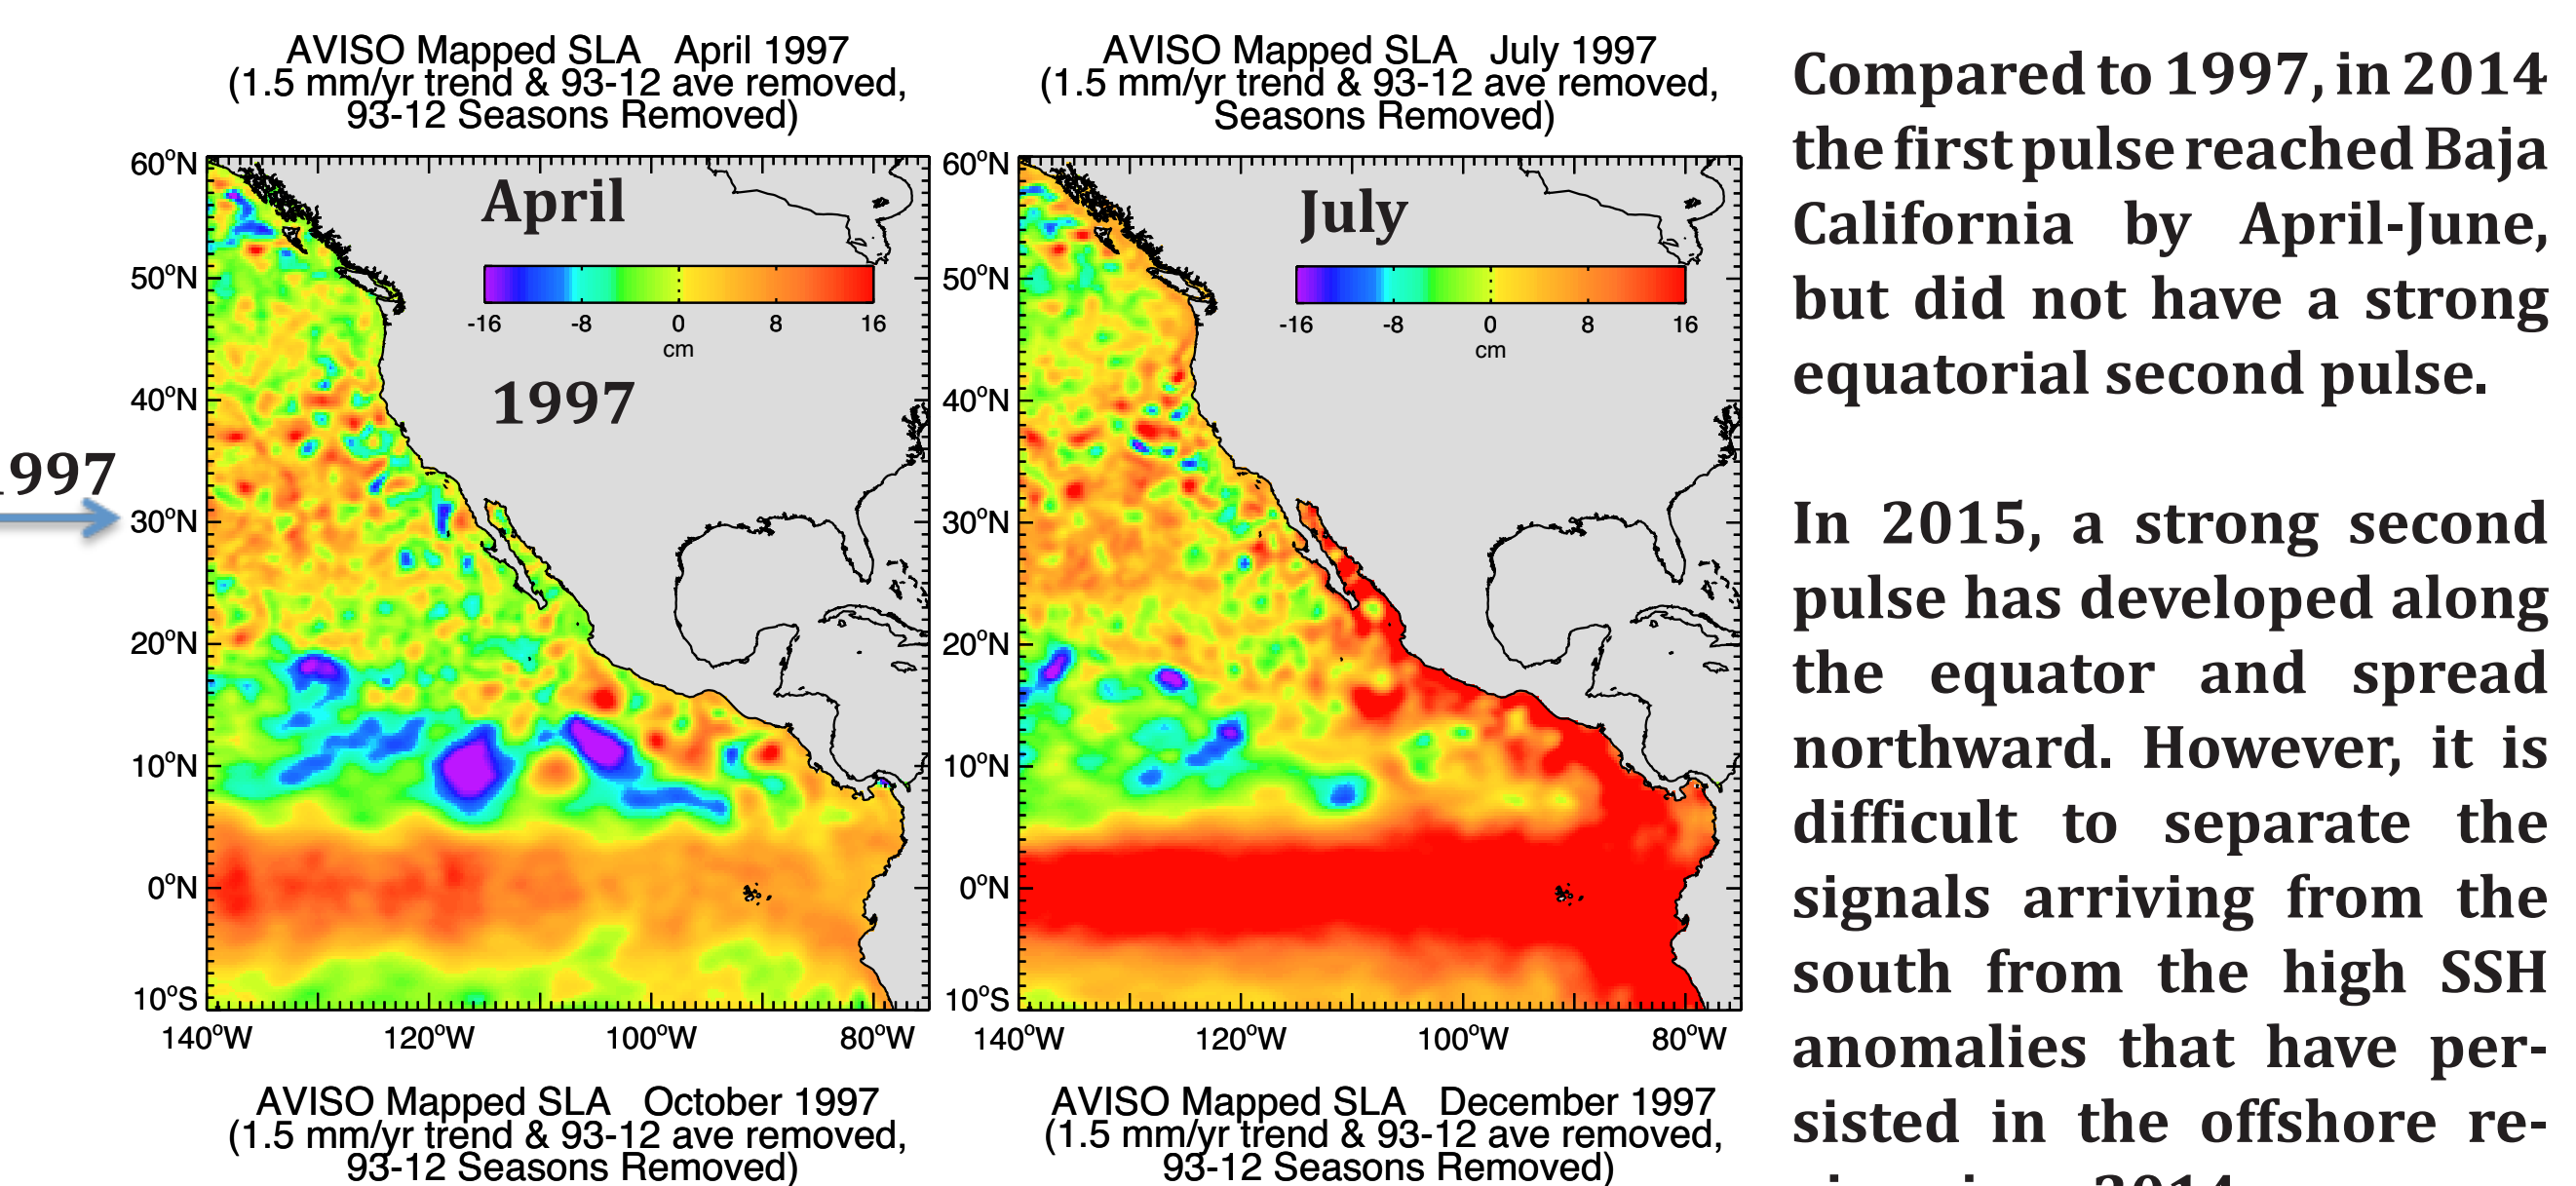 AVISO Mapped SLA April 1997
(1.5 mm/yr trend & 93-12 ave removed,
93-12 Seasons Removed)
60°N
50°N
40°N
30°N
20°N
10°N
0°N
10°S
140°W
120°W
100°W
80°W
April
-16
-8
0
8
16
cm
1997
1997
AVISO Mapped SLA July 1997
(1.5 mm/yr trend & 93-12 ave removed,
Seasons Removed)
60°N
50°N
40°N
30°N
20°N
10°N
0°N
10°S
140°W
120°W
100°W
80°W
July
-16
-8
0
8
16
cm
AVISO Mapped SLA October 1997
(1.5 mm/yr trend & 93-12 ave removed,
93-12 Seasons Removed)
AVISO Mapped SLA December 1997
(1.5 mm/yr trend & 93-12 ave removed,
93-12 Seasons Removed)
Compared to 1997, in 2014
the first pulse reached Baja
California by April-June,
but did not have a strong
equatorial second pulse.
In 2015, a strong second
pulse has developed along
the equator and spread
northward. However, it is
difficult to separate the
signals arriving from the
south from the high SSH
anomalies that have per-
sisted in the offshore re-
2014